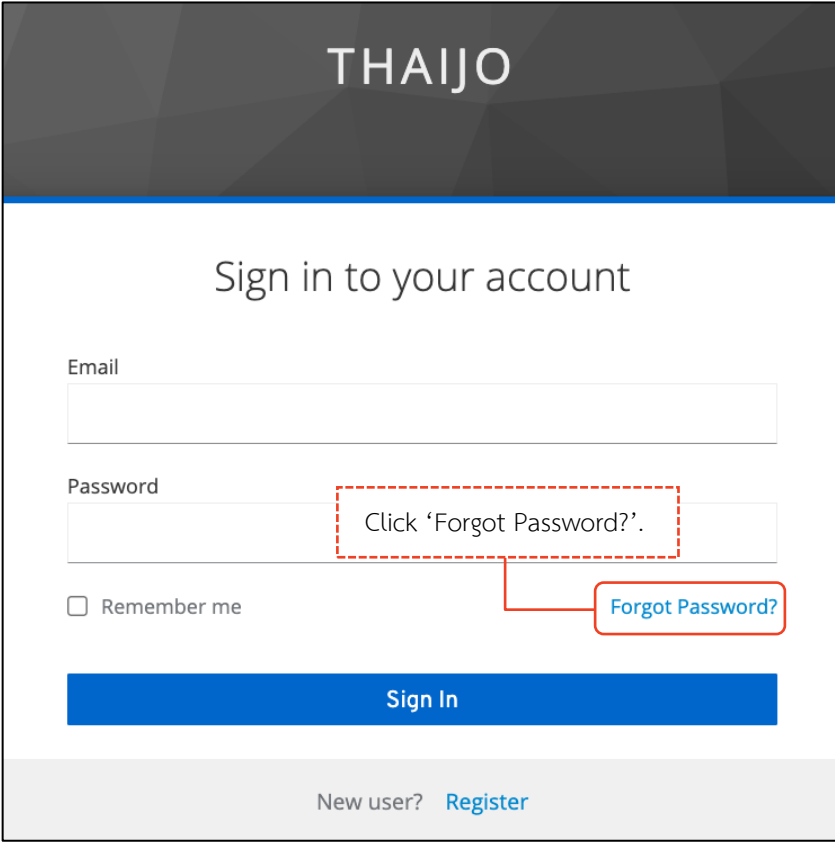 THAIJO
Sign in to your account
Email
Password
Click ‘Forgot Password?’.
Remember me
Forgot Password?
Sign In
New user? Register